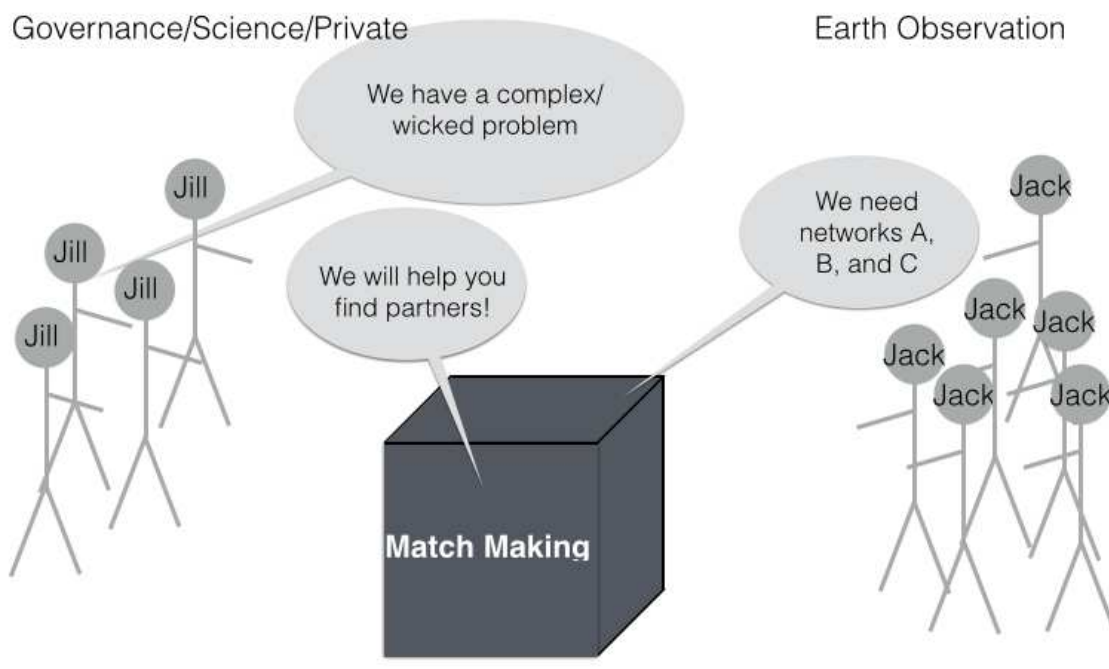 Governance/Science/Private
Earth Observation
We have a complex/
wicked problem
Jill
Jill
Jill
Jill
We will help you
find partners!
We need
networks A,
B, and C
Jack
Jack
Jack
Jack
Jack
Jack
Match Making